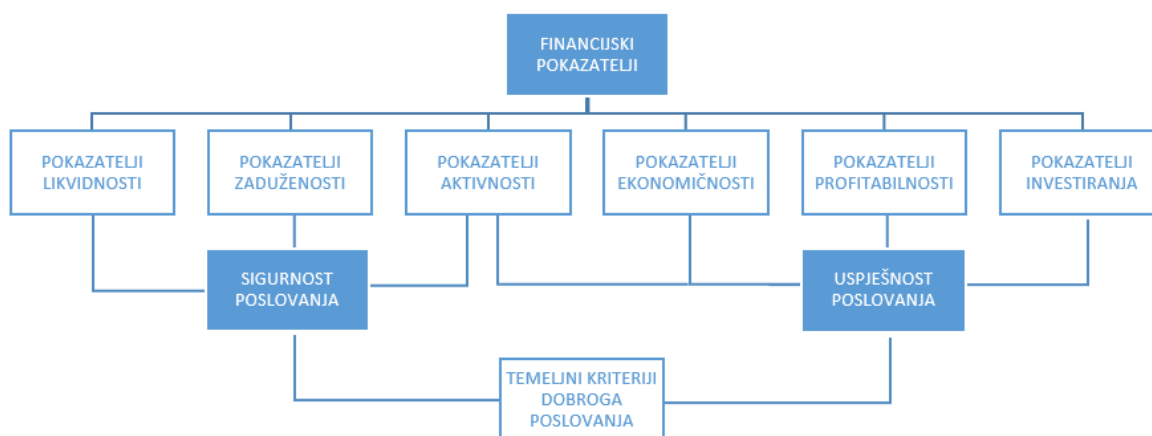 FINANCIJSKI
POKAZATELJI
POKAZATELJI
LIKVIDNOSTI
POKAZATELJI
ZADUŽENOSTI
POKAZATELJI
AKTIVNOSTI
POKAZATELJI
EKONOMIČNOSTI
POKAZATELJI
PROFITABILNOSTI
POKAZATELJI
INVESTIRANJA
SIGURNOST
POSLOVANJA
USPJEŠNOST
POSLOVANJA
TEMELJNI KRITERIJI
DOBROGA
POSLOVANJA